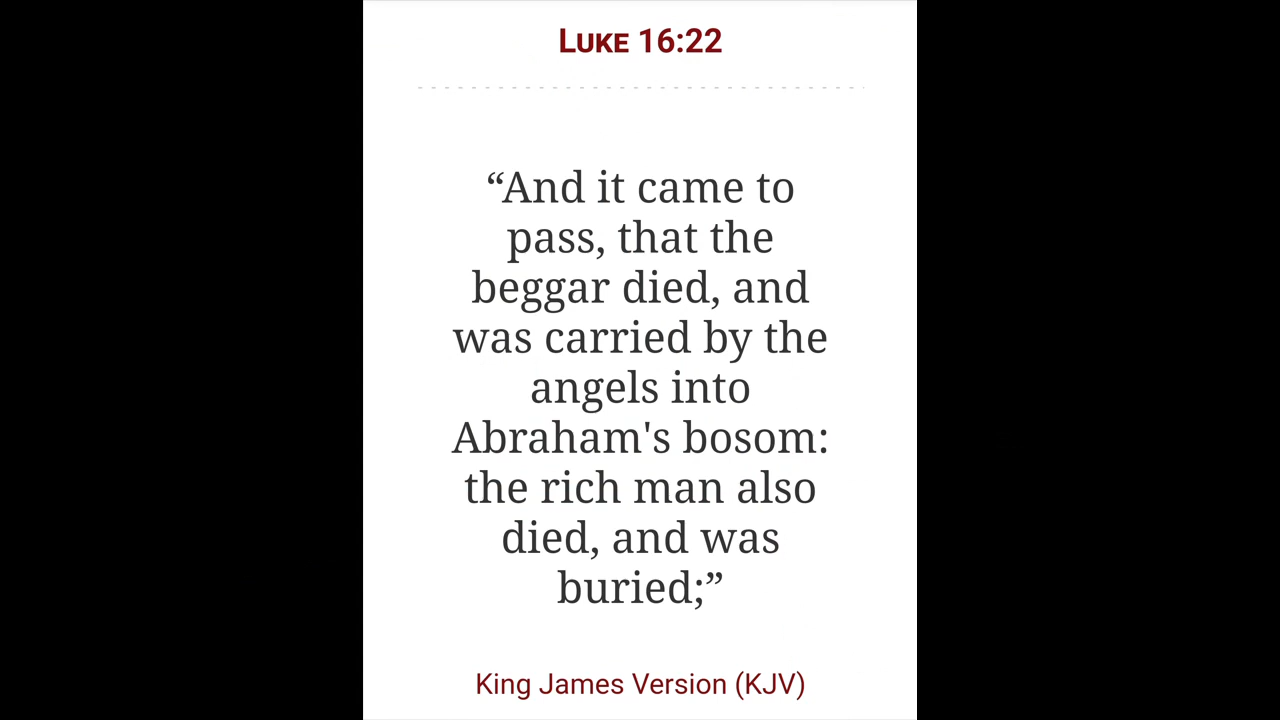 Luke 16:22
“And it came to
pass, that the
beggar died, and
was carried by the
angels into
Abraham's bosom:
the rich man also
died, and was
buried;”
King James Version (KJV)